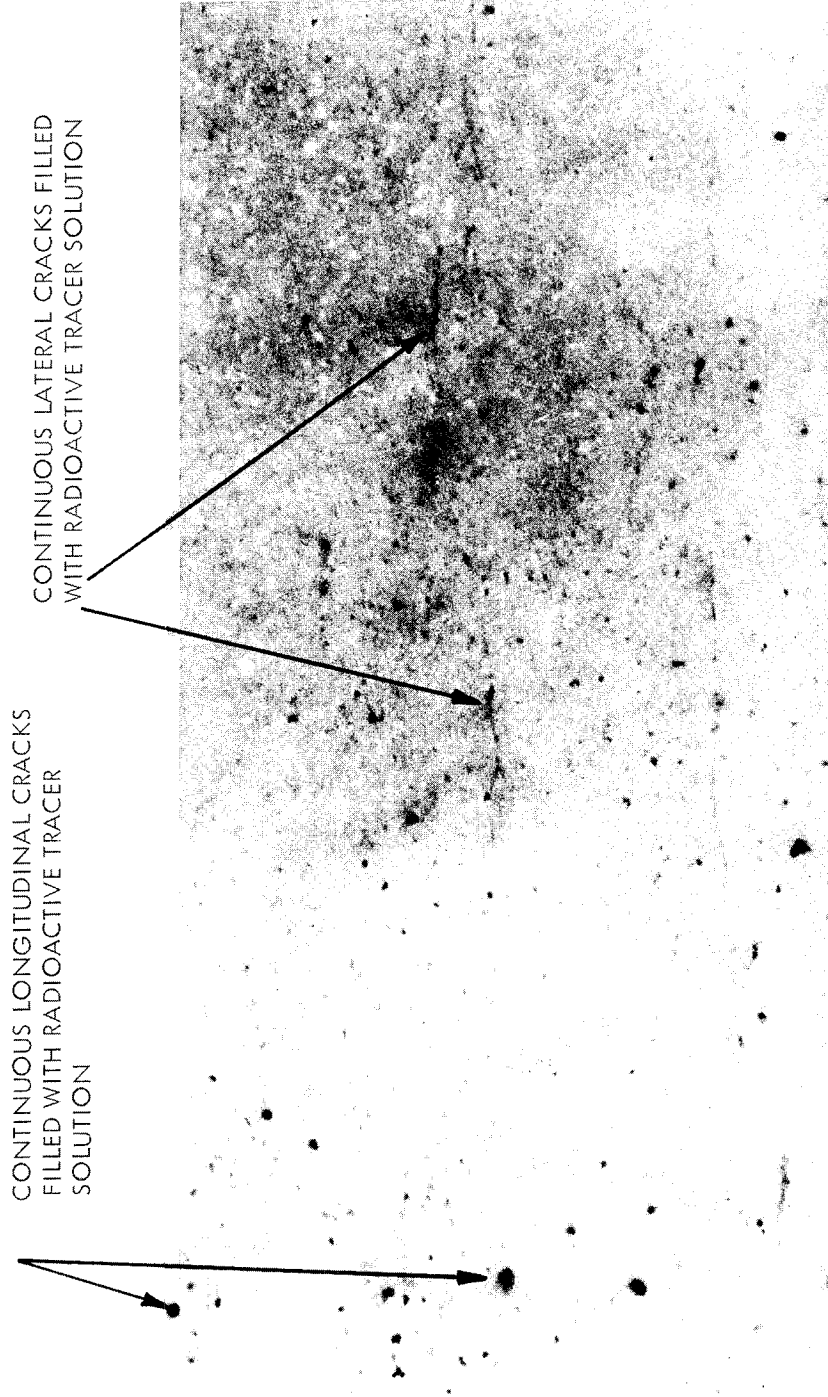 CONTINUOUS LONGITUDINAL CRACKS
FILLED WITH RADIOACTIVE TRACER
SOLUTION
CONTINUOUS LATERAL CRACKS FILLED
WITH RADIOACTIVE TRACER SOLUTION